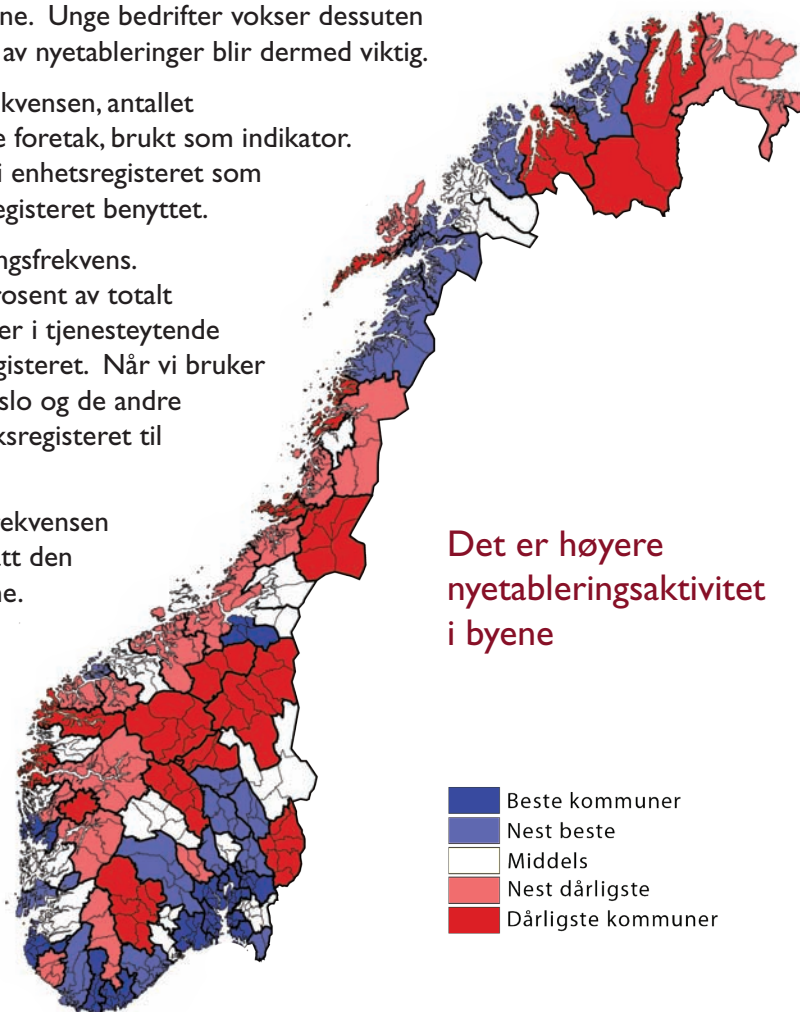 ne. Unge bedrifter vokser dessuten
av nyetableringer blir dermed viktig.
kvensen, antallet
e foretak, brukt som indikator.
i enhetsregisteret som
egisteret benyttet.
ngsfrekvens.
rosent av totalt
er i tjenesteytende
gisteret. Når vi bruker
slo og de andre
ksregisteret til
rekvensen
att den
ne.
Det er høyere
nyetableringsaktivitet
i byene
Beste kommuner
Nest beste
Middels
Nest dårligste
Dårligste kommuner